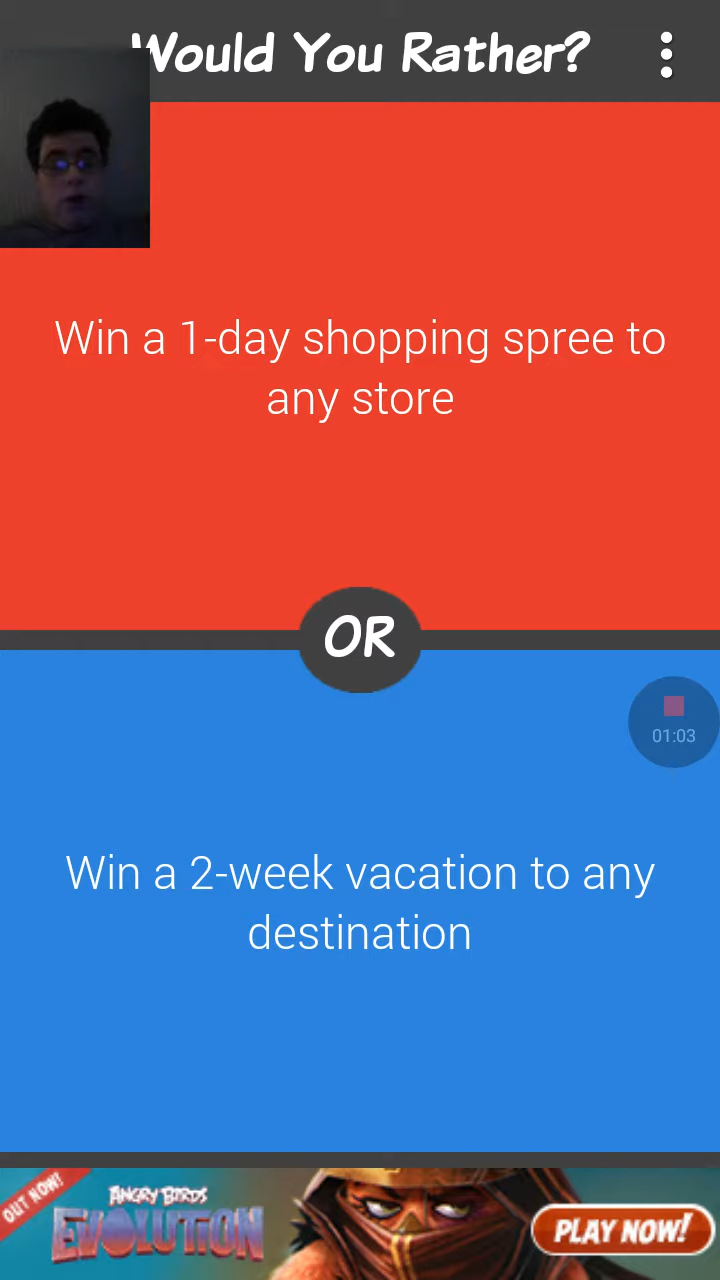 Would You Rather?
Win a 1-day shopping spree to
any store
OR
01:03
Win a 2-week vacation to any
destination
OUT NOW!
ANGRY BIRDS
EVOLUTION
PLAY NOW!